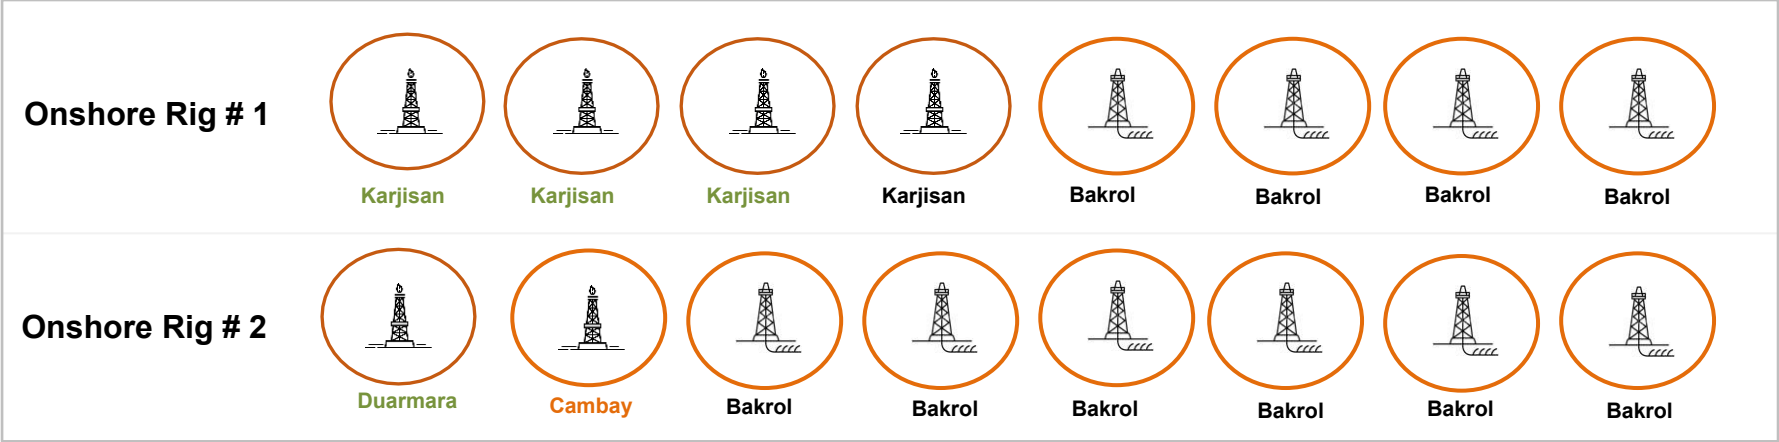 Onshore Rig # 1
Karjisan Karjisan Karjisan Karjisan Bakrol Bakrol Bakrol Bakrol
Onshore Rig # 2
Duarmara Cambay Bakrol Bakrol Bakrol Bakrol Bakrol Bakrol